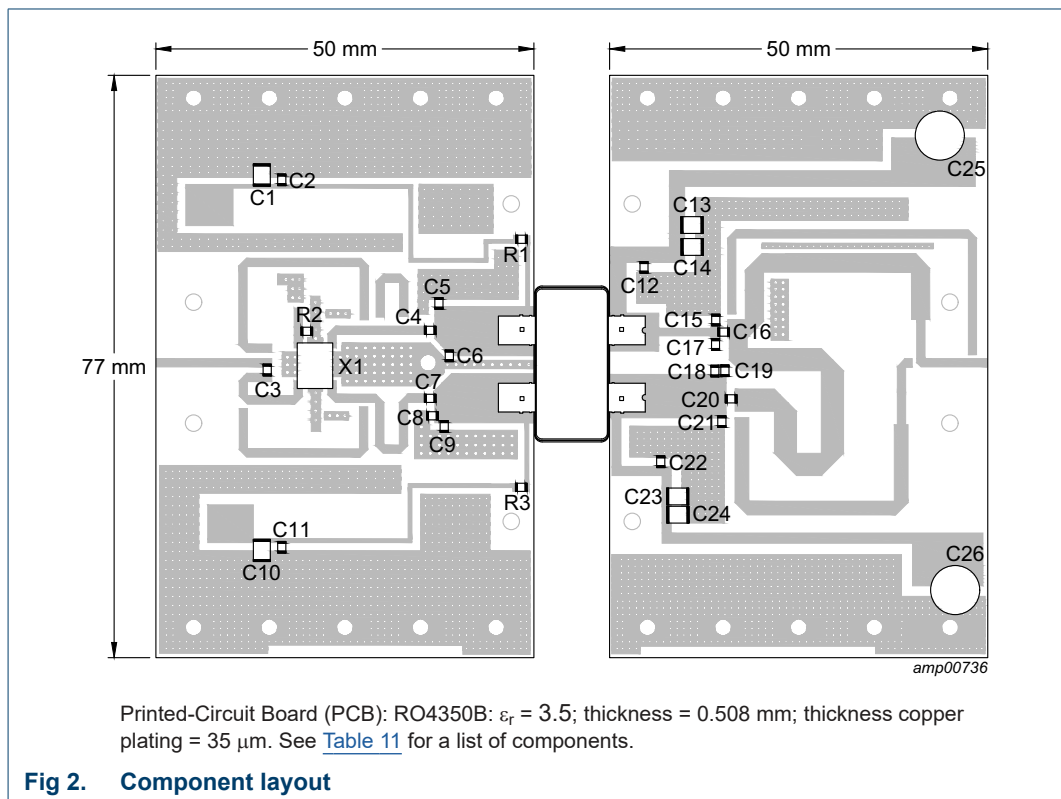 50 mm
50 mm
77 mm
C1
C2
R1
C5
C4
R2
C6
X1
C3
C7
C8
C9
R3
C11
C10
C25
C13
C14
C12
C15
C16
C17
C18
C19
C20
C21
C22
C23
C24
C26
amp00736
Printed-Circuit Board (PCB): RO4350B: εr = 3.5; thickness = 0.508 mm; thickness copper
plating = 35 μm. See Table 11 for a list of components.
Fig 2. Component layout